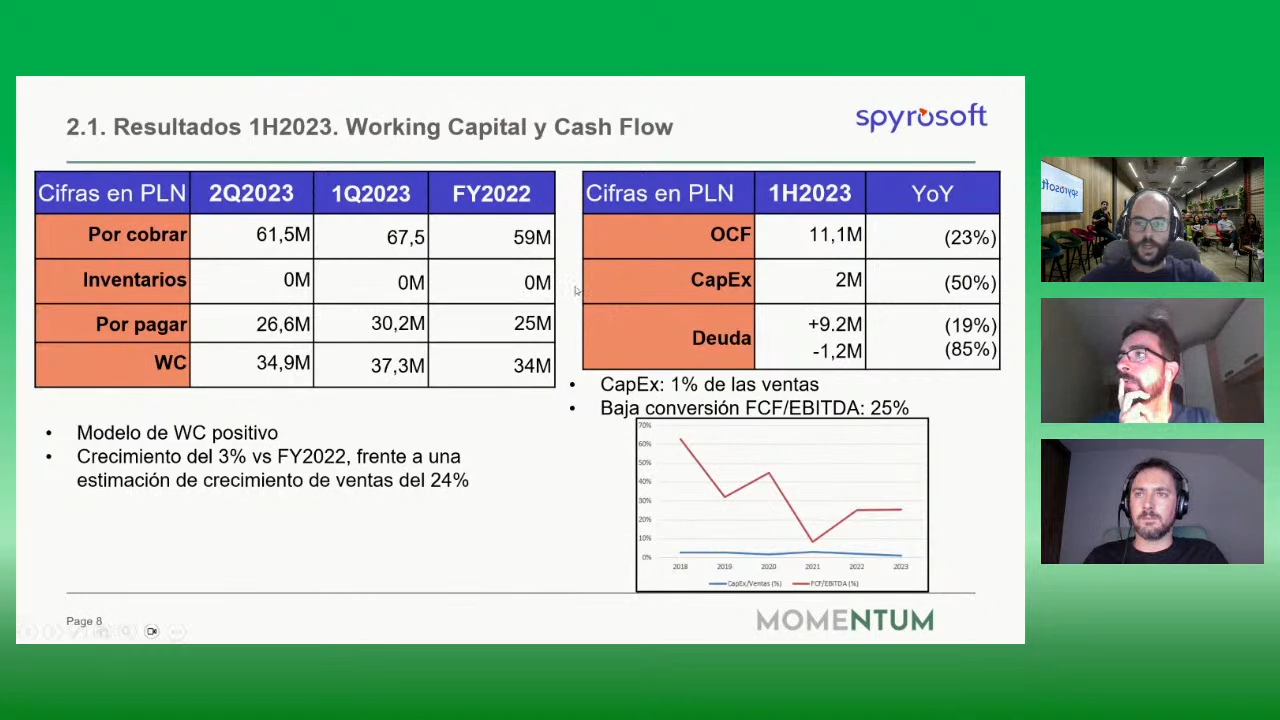 2.1. Resultados 1H2023. Working Capital y Cash Flow
spyrosoft
Cifras en PLN 2Q2023 1Q2023 FY2022
Por cobrar 61,5M 67,5 59M
Inventarios 0M 0M 0M
Por pagar 26,6M 30,2M 25M
WC 34,9M 37,3M 34M
Cifras en PLN 1H2023 YoY
OCF 11,1M (23%)
CapEx 2M (50%)
Deuda +9.2M (19%)
-1,2M (85%)
• CapEx: 1% de las ventas
• Baja conversión FCF/EBITDA: 25%
• Modelo de WC positivo
• Crecimiento del 3% vs FY2022, frente a una
estimación de crecimiento de ventas del 24%
70%
60%
50%
40%
30%
20%
10%
0%
2018 2019 2020 2021 2022 2023
CapEx/Ventas (%) FCF/EBITDA (%)
Page 8
MOMENTUM
spyrosoft